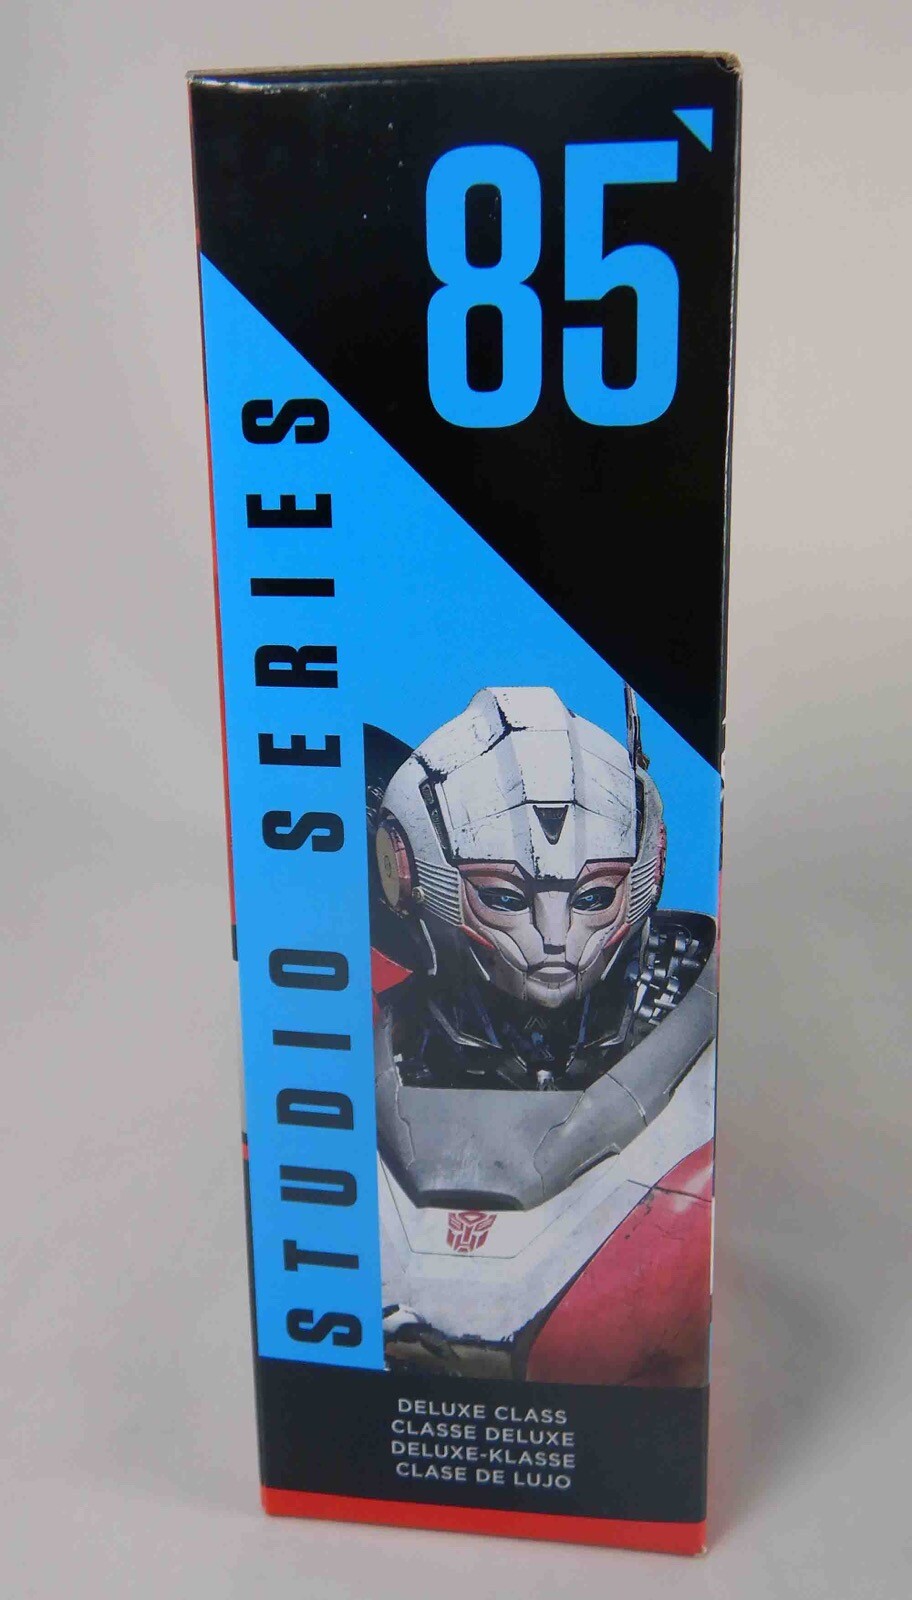 85
STUDIO SERIES
DELUXE CLASS
CLASSE DELUXE
DELUXE-KLASSE
CLASE DE LUJO